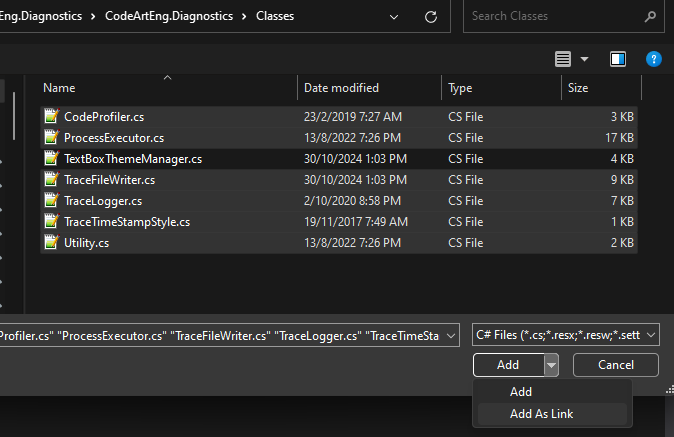 Eng.Diagnostics > CodeArtEng.Diagnostics > Classes Search Classes
?
Name Date modified Type Size
CodeProfiler.cs 23/2/2019 7:27 AM CS File 3 KB
ProcessExecutor.cs 13/8/2022 7:26 PM CS File 17 KB
TextBoxThemeManager.cs 30/10/2024 1:03 PM CS File 4 KB
TraceFileWriter.cs 30/10/2024 1:03 PM CS File 9 KB
TraceLogger.cs 2/10/2020 8:58 PM CS File 7 KB
TraceTimeStampStyle.cs 19/11/2017 7:49 AM CS File 1 KB
Utility.cs 13/8/2022 7:26 PM CS File 2 KB
Profiler.cs" "ProcessExecutor.cs" "TraceFileWriter.cs" "TraceLogger.cs" "TraceTimeSta C# Files (*.cs;*.resx;*.resw;*.sett
Add Cancel
Add
Add As Link